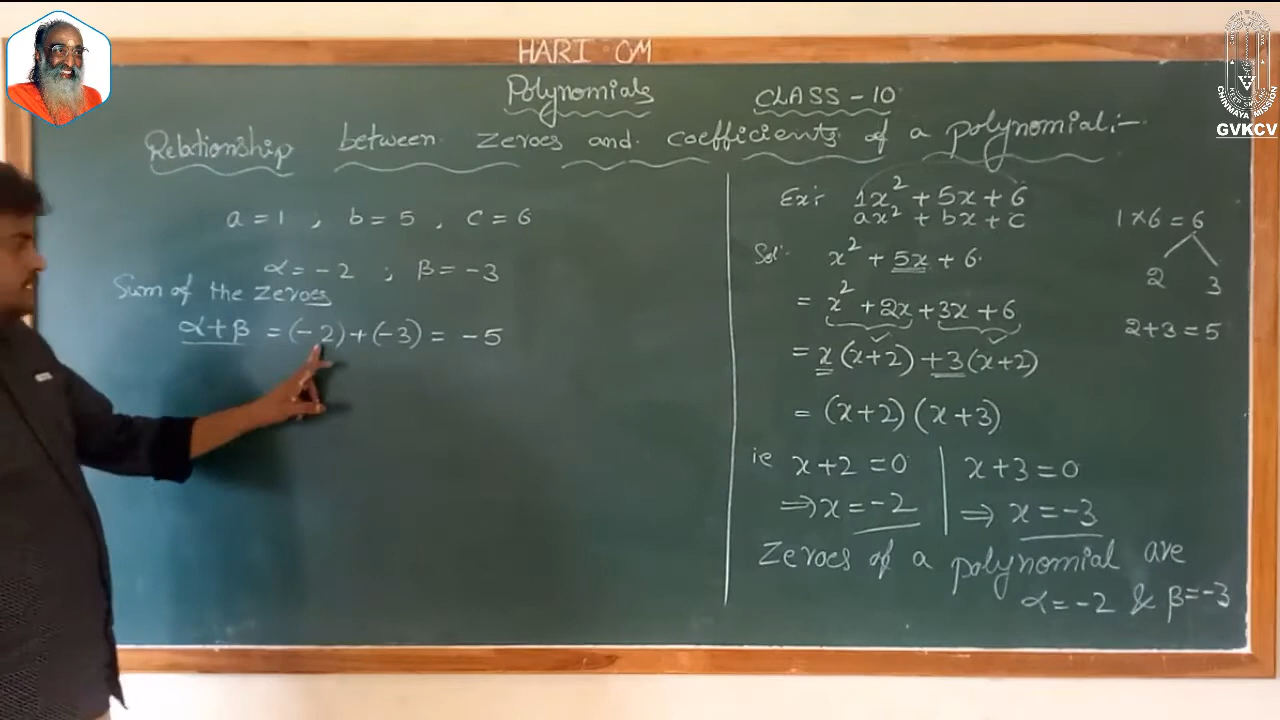 HARI OM
Polynomials
CLASS - 10
Relationship between zeroes and coefficients of a polynomial:-
a = 1 , b = 5 , c = 6
α = -2 ; β = -3
Sum of the zeroes
α+β = (-2)+(-3) = -5
Ex:- 1x² + 5x + 6
ax² + bx + c
Sol: x² + 5x + 6.
= x² + 2x + 3x + 6
= x(x+2) + 3(x+2)
= (x+2)(x+3)
ie x+2 = 0
⇒ x = -2
x+3 = 0
⇒ x = -3
Zeroes of a polynomial are
α = -2 & β = -3
1×6 = 6
2 3
2+3 = 5
CHINMAYA MISSION
GVKCV